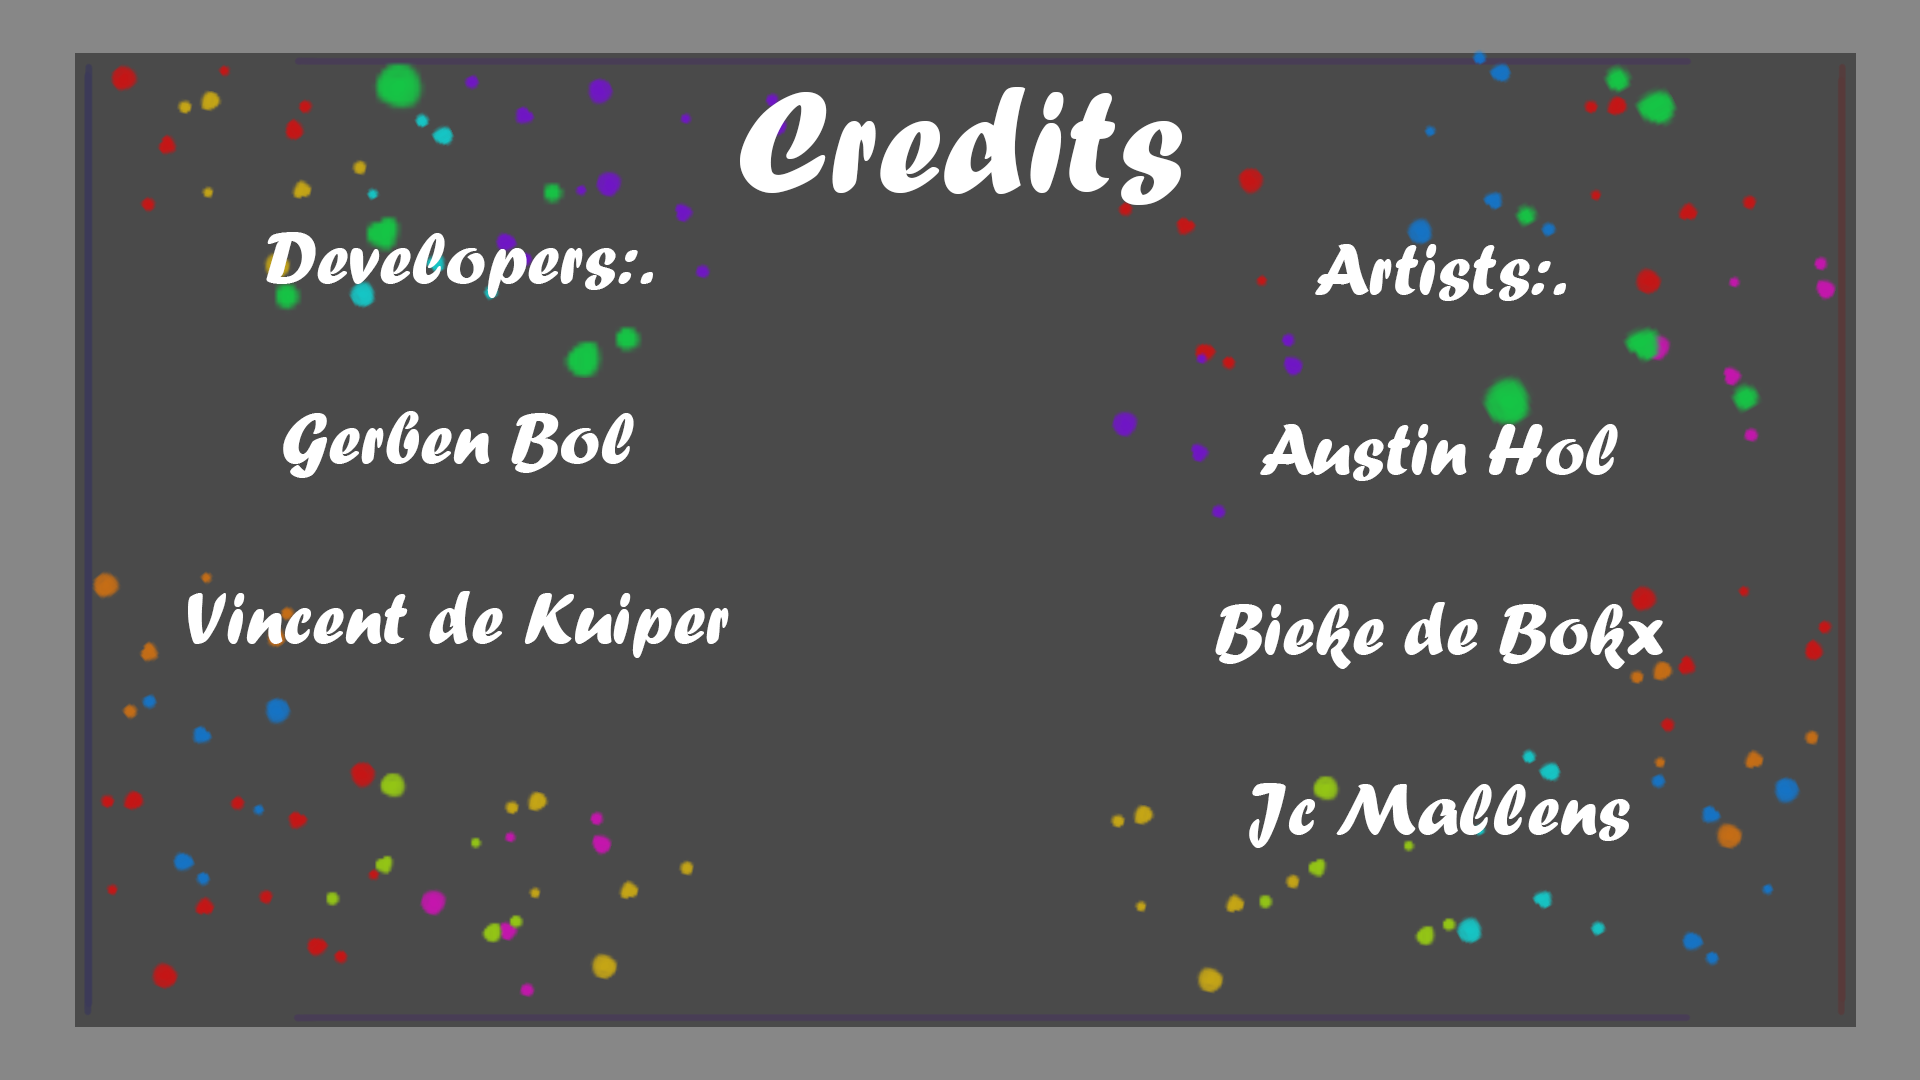 Credits
Developers:.
Gerben Bol
Vincent de Kuiper
Artists:.
Austin Hol
Bieke de Bokx
Jc Mallens